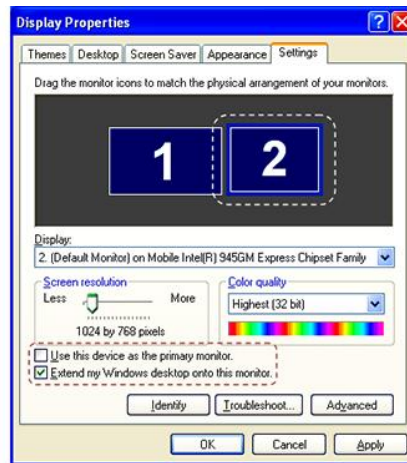 Display Properties
Themes Desktop Screen Saver Appearance Settings
Drag the monitor icons to match the physical arrangement of your monitors.
1 2
Display:
2. (Default Monitor) on Mobile Intel(R) 945GM Express Chipset Family
Screen resolution Color quality
Less More Highest (32 bit)
1024 by 768 pixels
Use this device as the primary monitor.
Extend my Windows desktop onto this monitor.
Identify Troubleshoot... Advanced
OK Cancel Apply